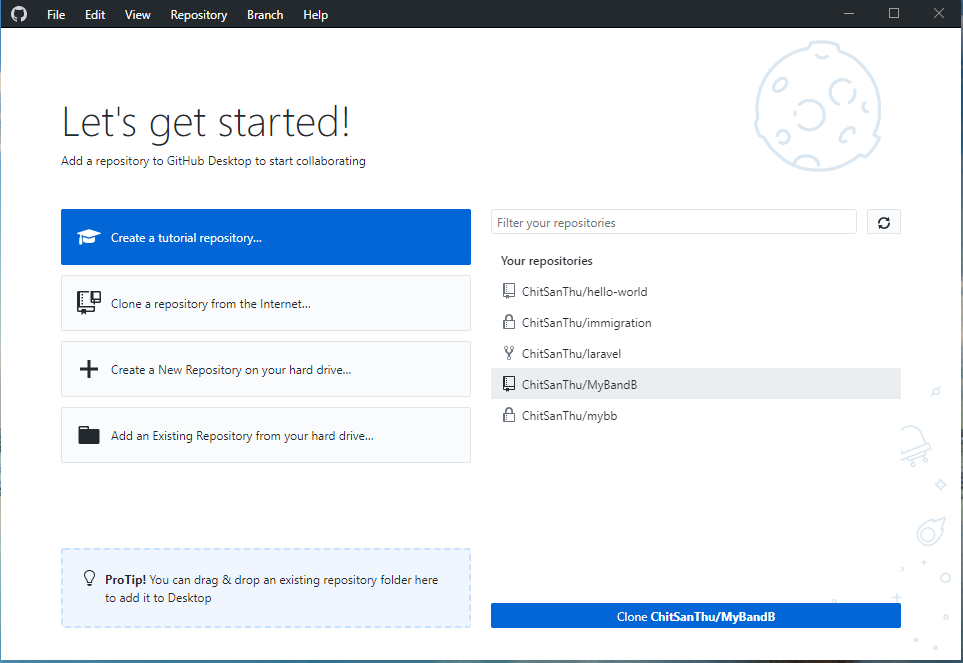 File Edit View Repository Branch Help
Let's get started!
Add a repository to GitHub Desktop to start collaborating
Create a tutorial repository...
Clone a repository from the Internet...
Create a New Repository on your hard drive...
Add an Existing Repository from your hard drive...
ProTip! You can drag & drop an existing repository folder here
to add it to Desktop
Filter your repositories
Your repositories
ChitSanThu/hello-world
ChitSanThu/immigration
ChitSanThu/laravel
ChitSanThu/MyBandB
ChitSanThu/mybb
Clone ChitSanThu/MyBandB